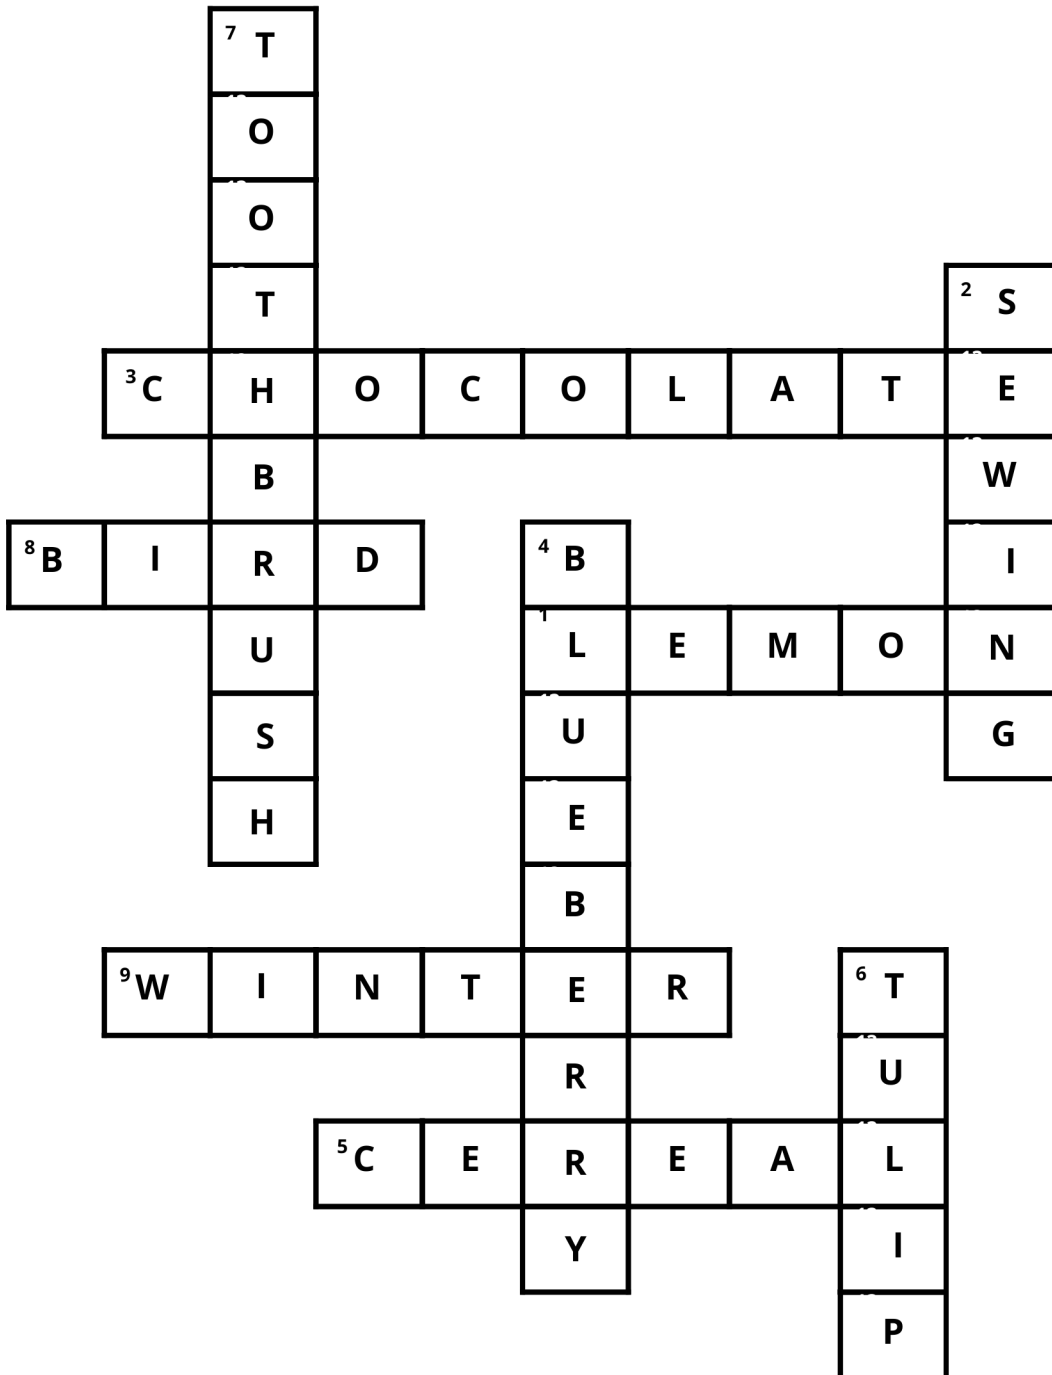 7 T
O
O
T
2 S
3 C H O C O L A T E
B W
8 B I R D 4 B I
U 1 L E M O N
S U G
H E
B
9 W I N T E R 6 T
R U
5 C E R E A L
Y I
P